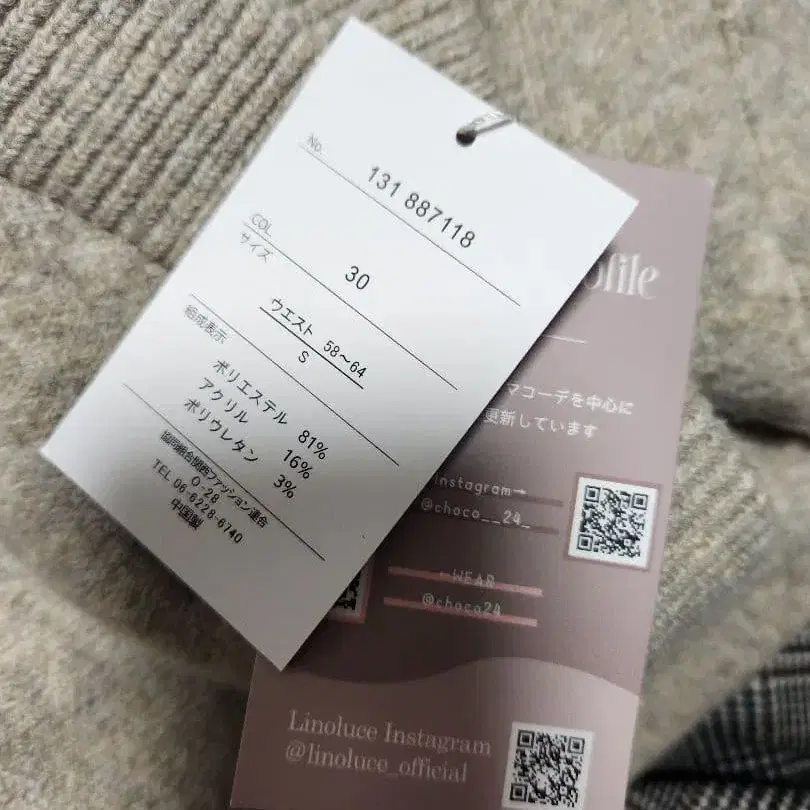 No.
131 887118
COL
30
サイズ
ウエスト 58～64
S
組成表示
ポリエステル 81%
アクリル 16%
ポリウレタン 3%
協同組合関西ファッション連合
O-28
TEL 06-6228-6740
中国製
ofile
マコーデを中心に
更新しています
Instagram→
@choco__24_
←WEAR
@choco24
Linoluce Instagram
@linoluce_official